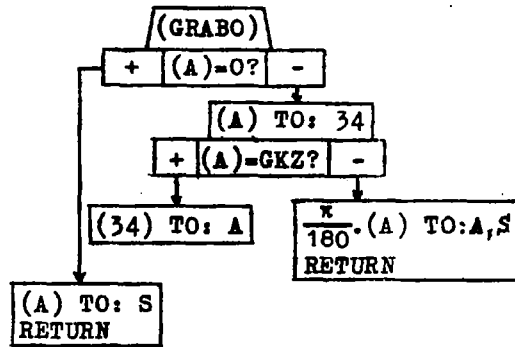 (GRABO)
+ (A)=0? -
(A) TO: 34
+ (A)=GKZ? -
(34) TO: A
π/180 · (A) TO:A,S
RETURN
(A) TO: S
RETURN